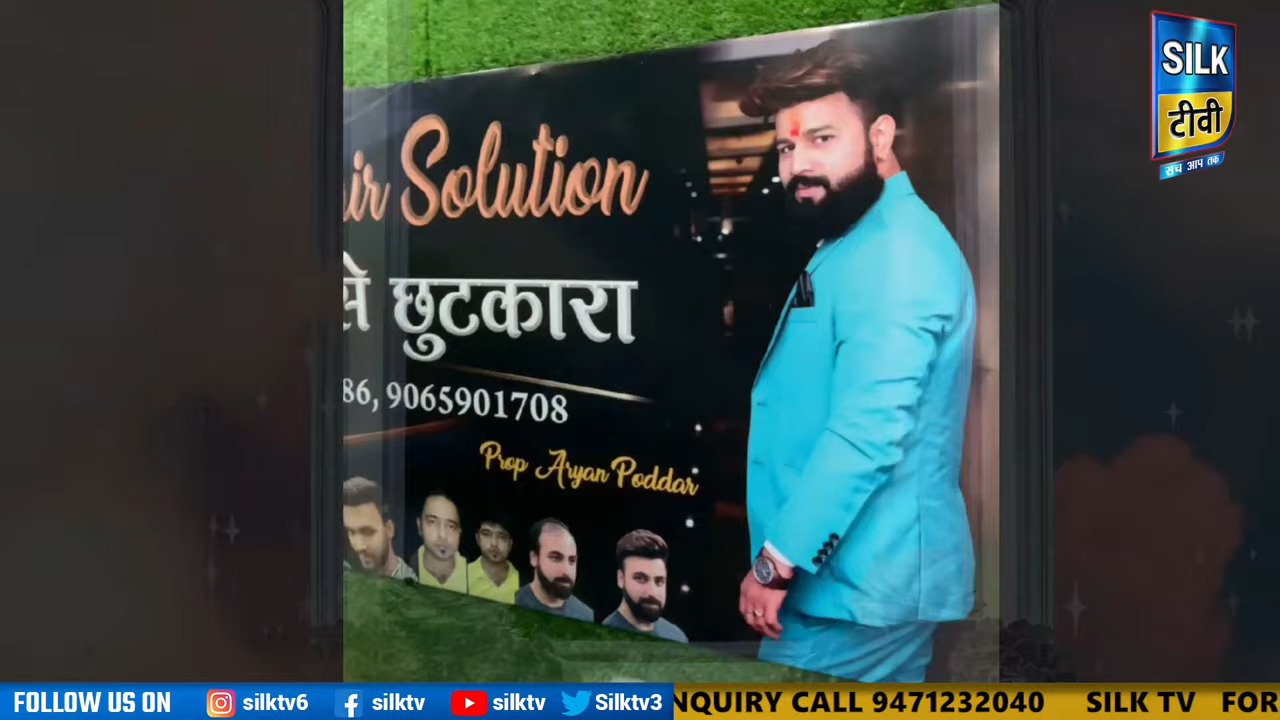 SILK
टीवी
सच आप तक
Solution
से छुटकारा
86, 9065901708
Prop Aryan Poddar
FOLLOW US ON silktv6 silktv silktv Silktv3
NQUIRY CALL 9471232040 SILK TV FOR